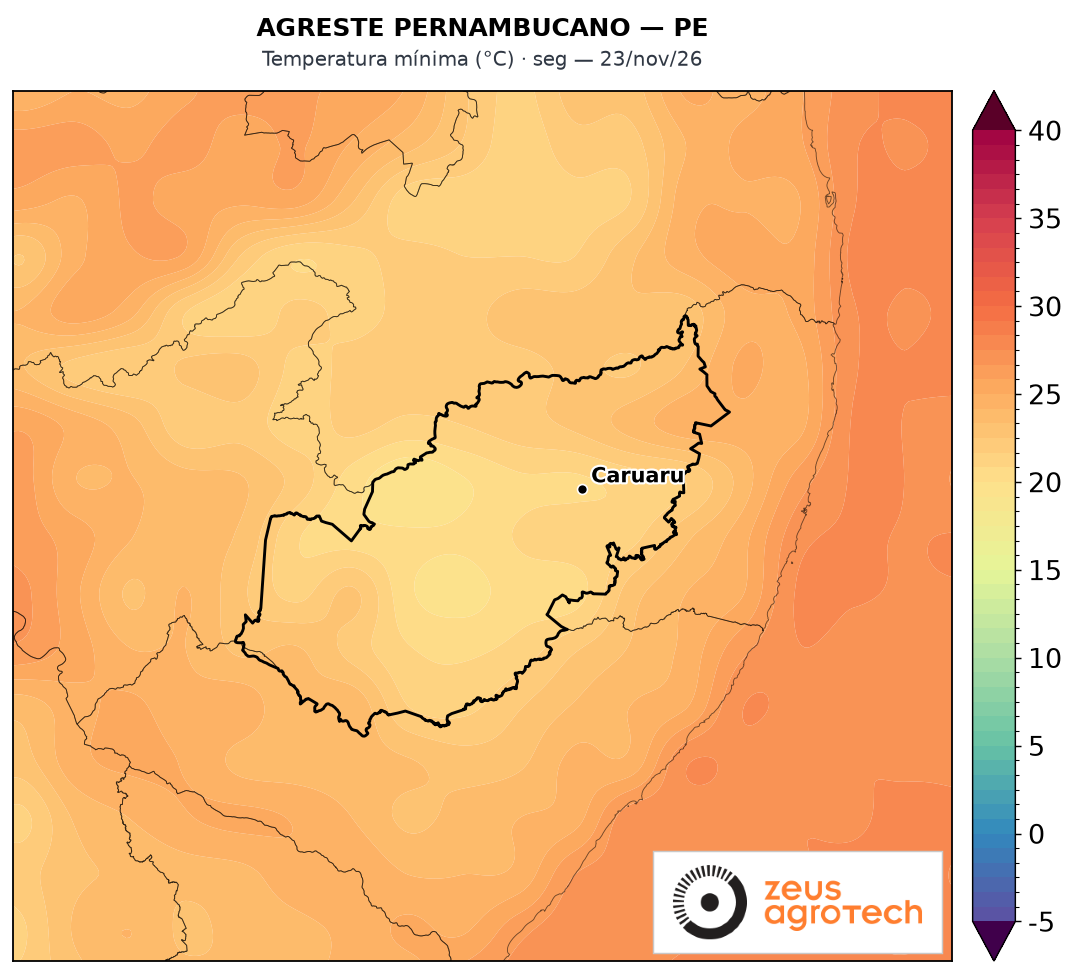 AGRESTE PERNAMBUCANO — PE
Temperatura mínima (°C) · seg — 23/nov/26
40
35
30
25
20
15
10
5
0
-5
Caruaru
zeus
agrotech